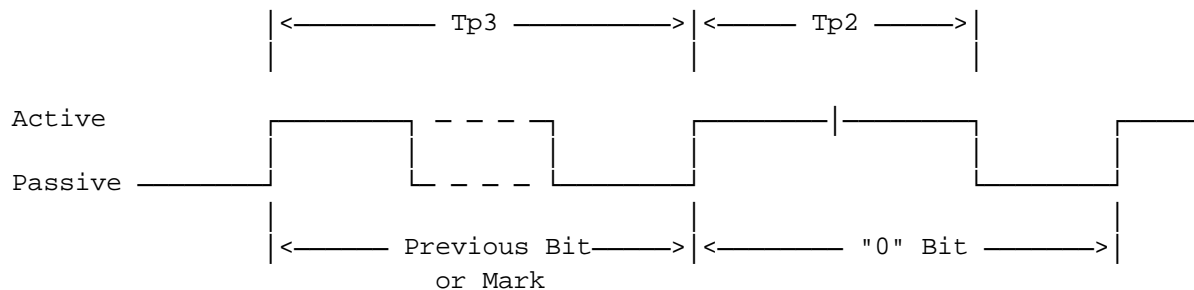 Tp3 Tp2
Active
Passive
Previous Bit "0" Bit
or Mark